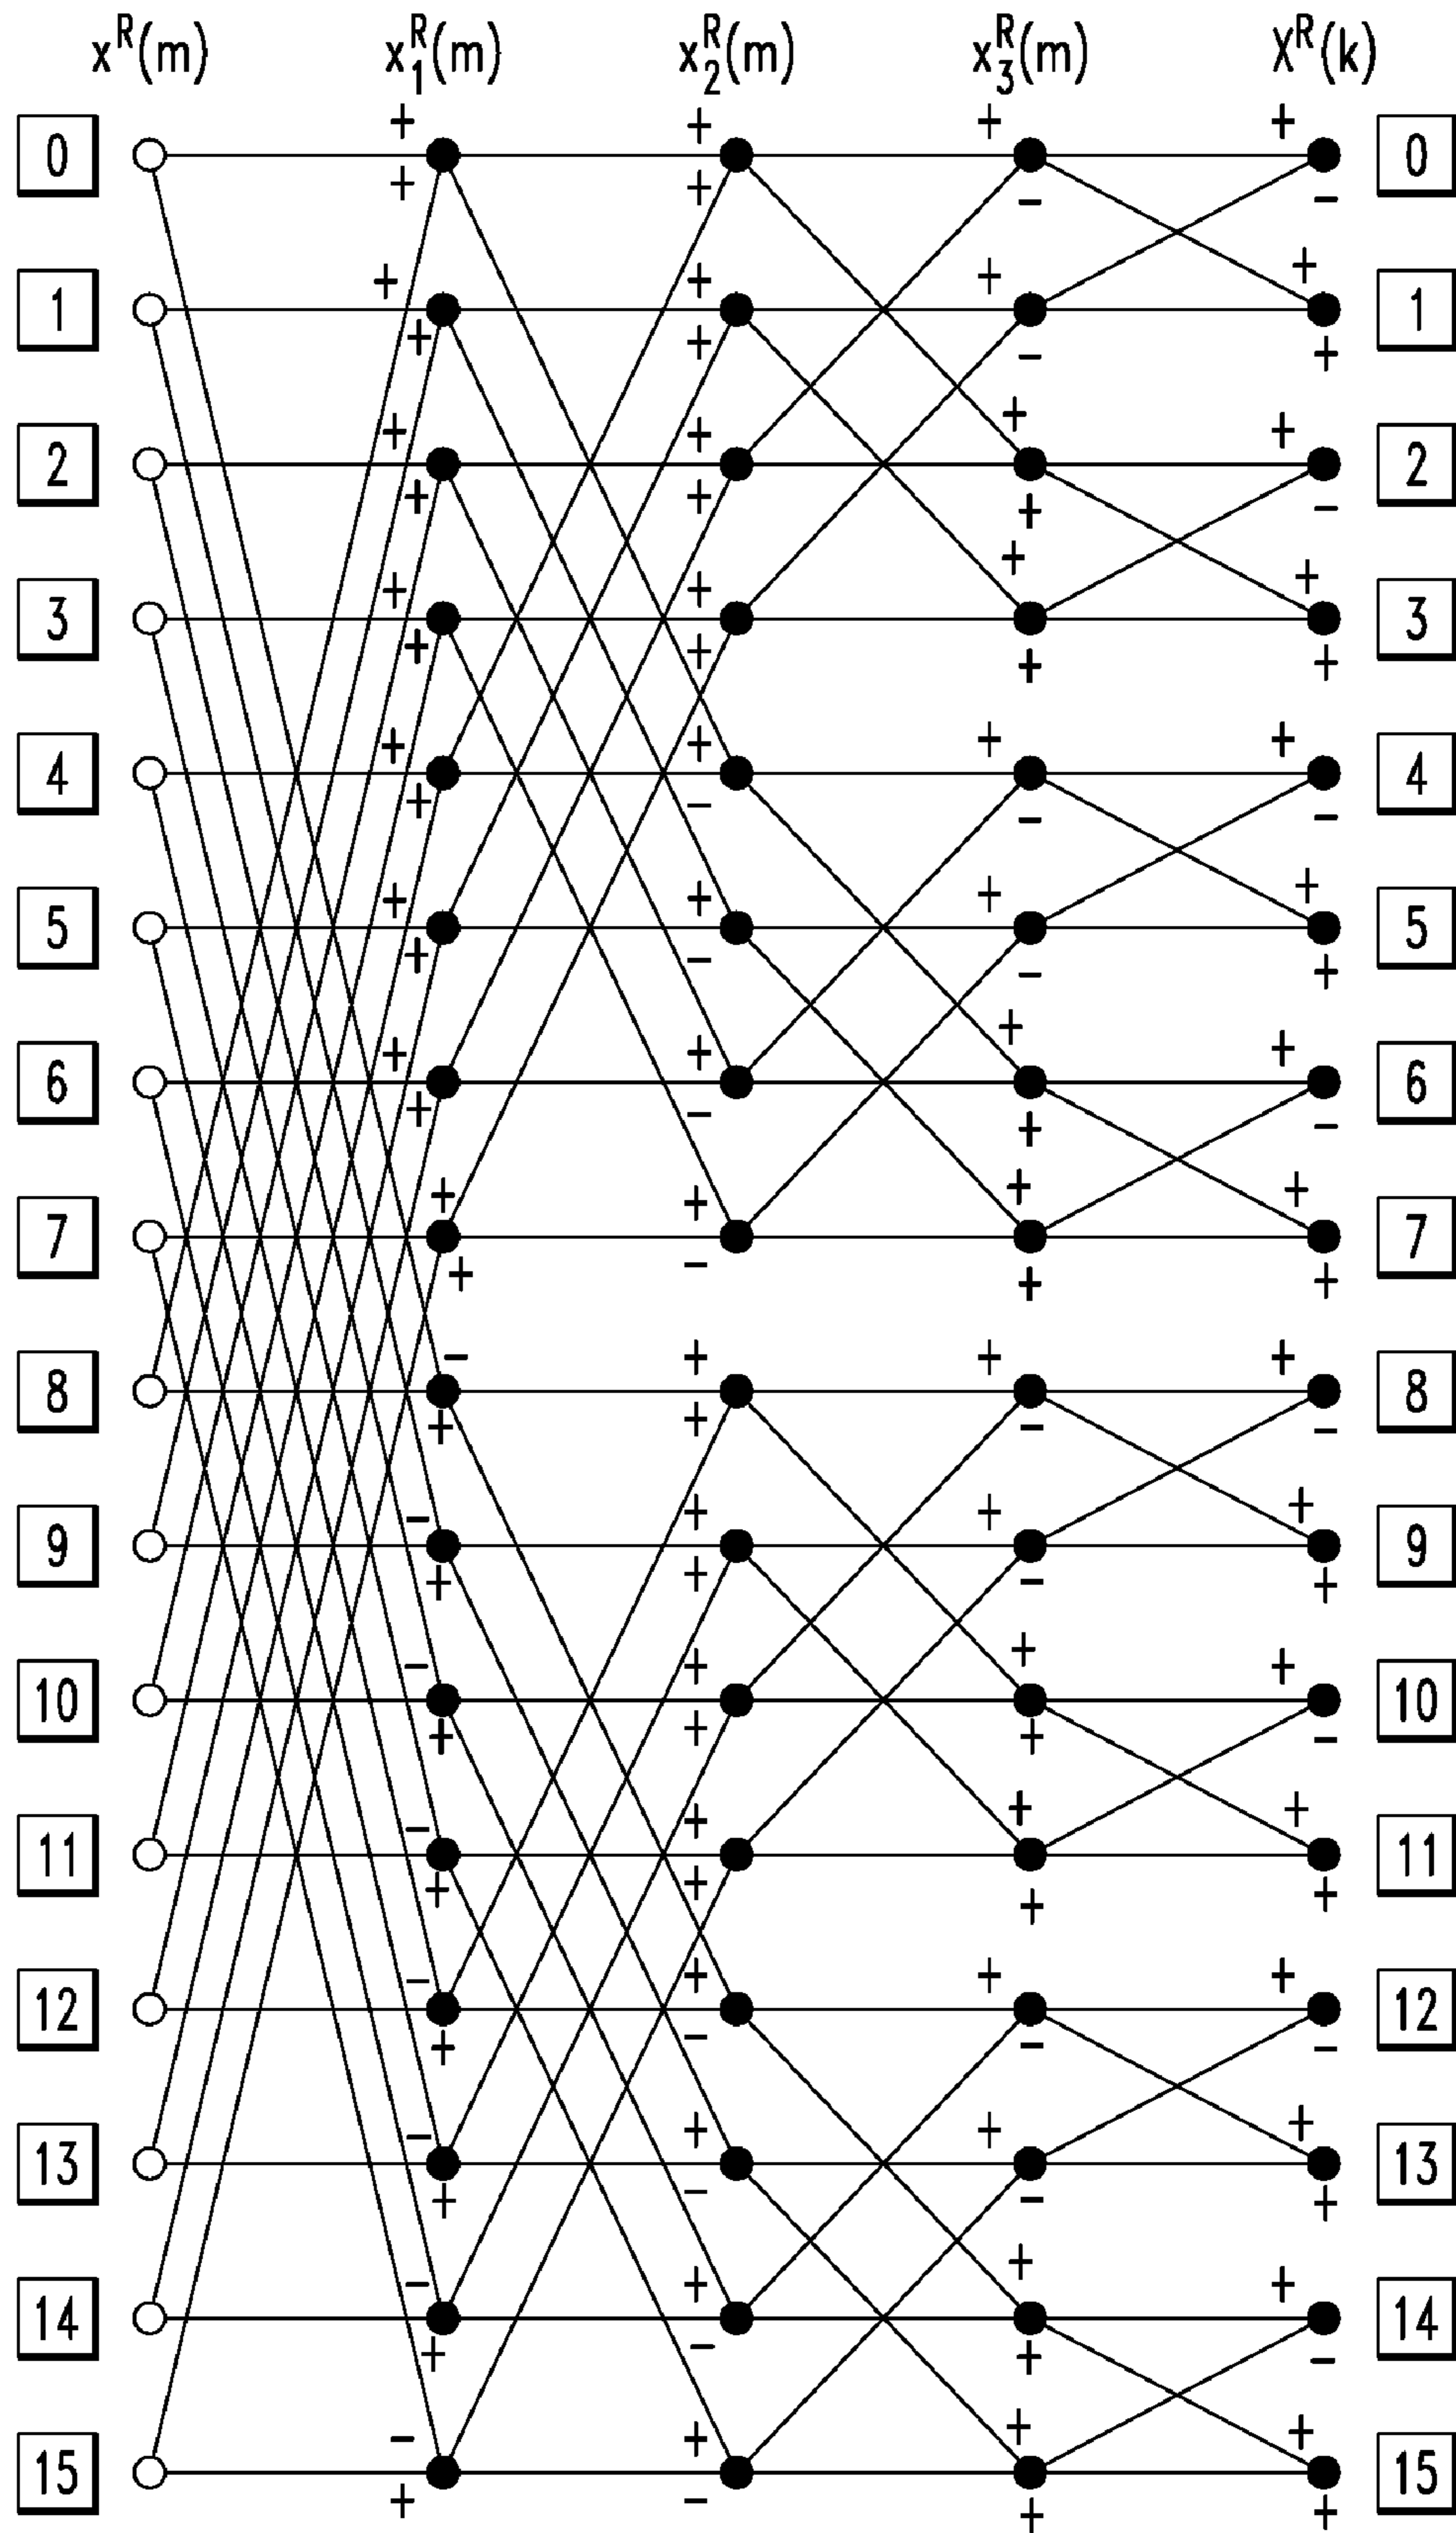 x^R(m) x_1^R(m) x_2^R(m) x_3^R(m) X^R(k)
+ + + +
0 0
+ + − −
+ + + +
1 1
+ + − +
+ + + +
2 2
+ + + −
+ + + +
3 3
+ + + +
+ + + +
4 4
+ − − −
+ + + +
5 5
+ − − +
+ + + +
6 6
+ − + −
+ + + +
7 7
+ − + +
− + + +
8 8
+ + − −
− + + +
9 9
+ + − +
− + + +
10 10
+ + + −
− + + +
11 11
+ + + +
− + + +
12 12
+ − − −
− + + +
13 13
+ − − +
− + + +
14 14
+ − + −
− + + +
15 15
+ − + +